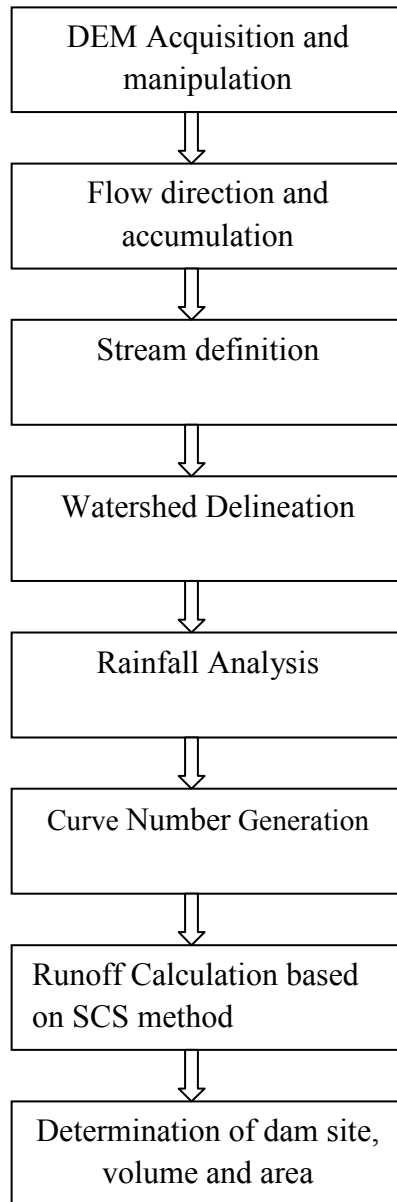 DEM Acquisition and
manipulation
Flow direction and
accumulation
Stream definition
Watershed Delineation
Rainfall Analysis
Curve Number Generation
Runoff Calculation based
on SCS method
Determination of dam site,
volume and area